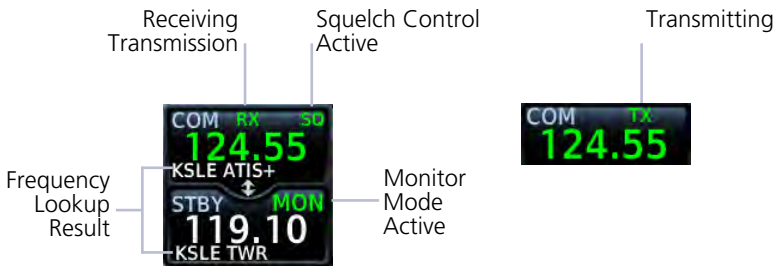 Receiving
Transmission
Squelch Control
Active
Transmitting
COM RX SQ
124.55
KSLE ATIS+
STBY MON
119.10
KSLE TWR
COM TX
124.55
Frequency
Lookup
Result
Monitor
Mode
Active